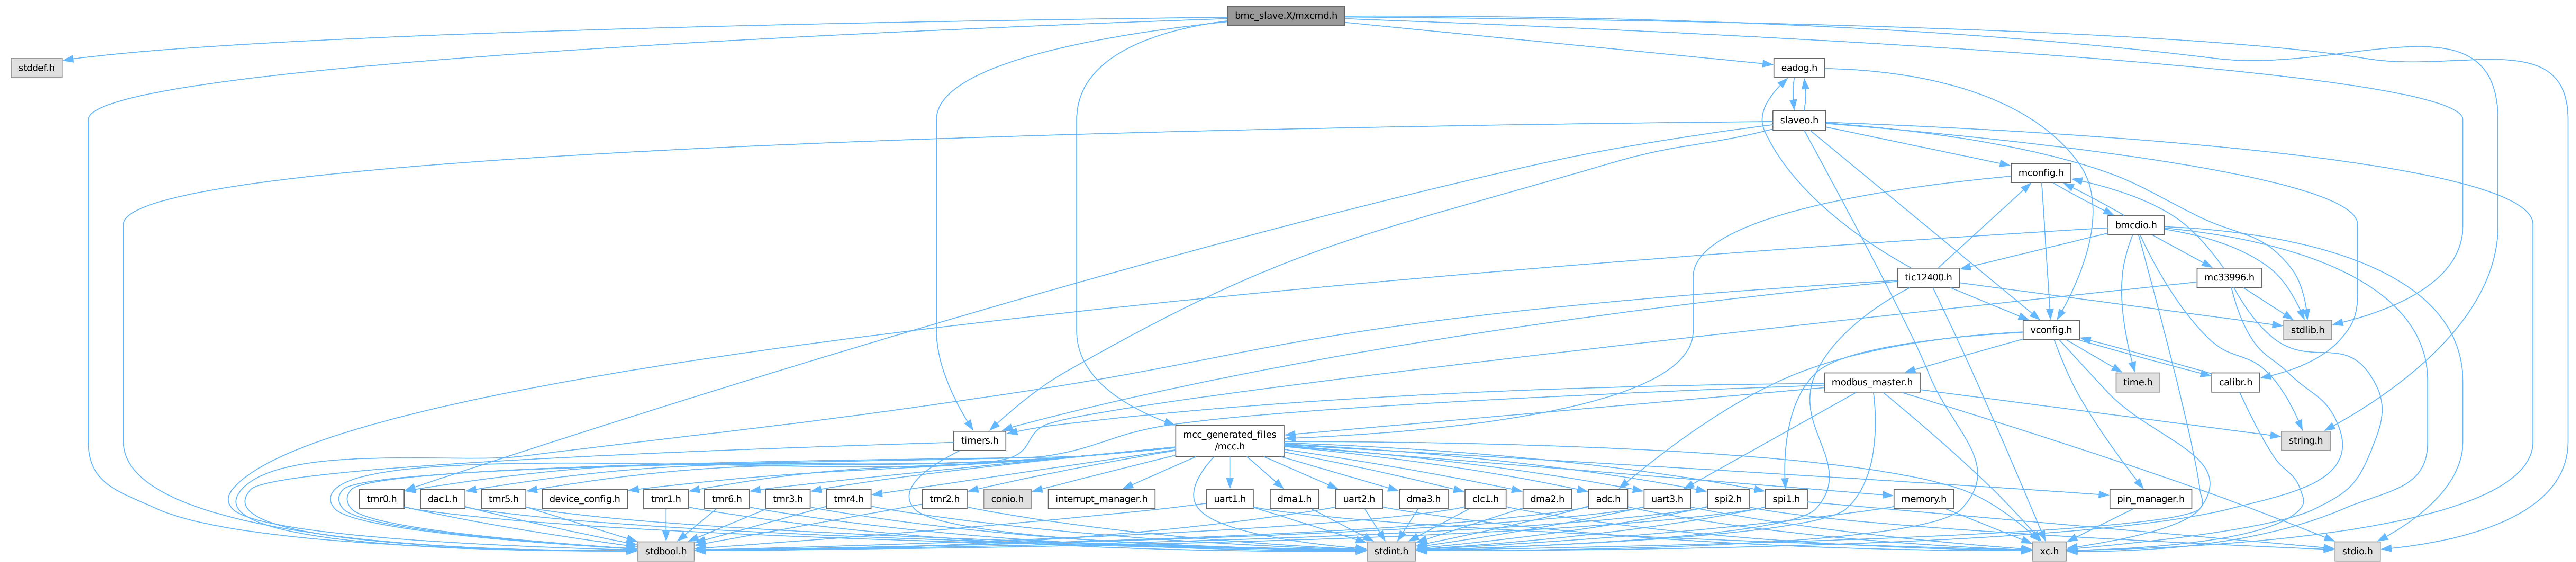 bmc_slave.X/mxcmd.h
stddef.h
eadog.h
slaveo.h
mconfig.h
bmcdio.h
tic12400.h
mc33996.h
vconfig.h
stdlib.h
modbus_master.h
time.h
calibr.h
timers.h
mcc_generated_files
/mcc.h
string.h
tmr0.h
dac1.h
tmr5.h
device_config.h
tmr1.h
tmr6.h
tmr3.h
tmr4.h
tmr2.h
conio.h
interrupt_manager.h
uart1.h
dma1.h
uart2.h
dma3.h
clc1.h
dma2.h
adc.h
uart3.h
spi2.h
spi1.h
memory.h
pin_manager.h
stdbool.h
stdint.h
xc.h
stdio.h